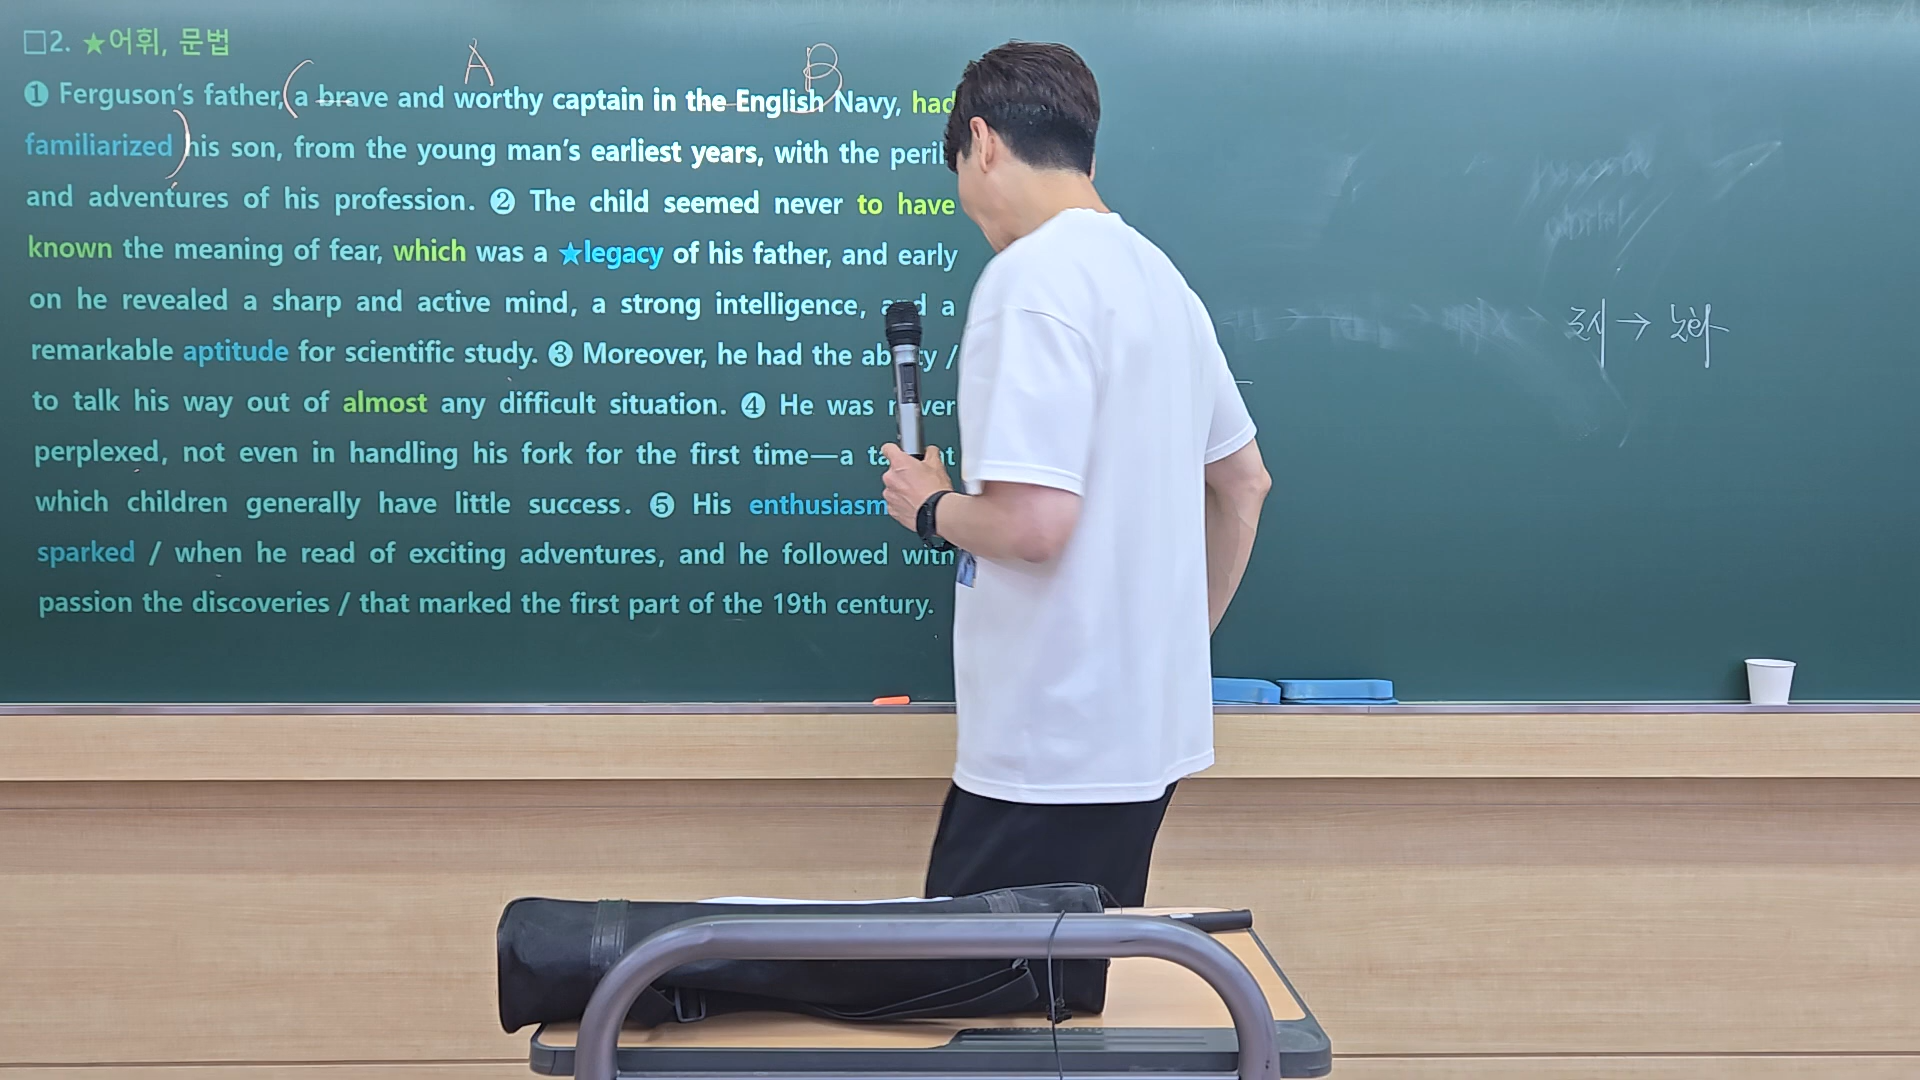 □2. ★어휘, 문법
A B
❶ Ferguson's father, (a brave and worthy captain in the English Navy, had
familiarized) his son, from the young man's earliest years, with the peril
and adventures of his profession. ❷ The child seemed never to have
known the meaning of fear, which was a ★legacy of his father, and early
on he revealed a sharp and active mind, a strong intelligence, and a
remarkable aptitude for scientific study. ❸ Moreover, he had the ability /
to talk his way out of almost any difficult situation. ❹ He was never
perplexed, not even in handling his fork for the first time—a
which children generally have little success. ❺ His enthusiasm
sparked / when he read of exciting adventures, and he followed with
passion the discoveries / that marked the first part of the 19th century.
→